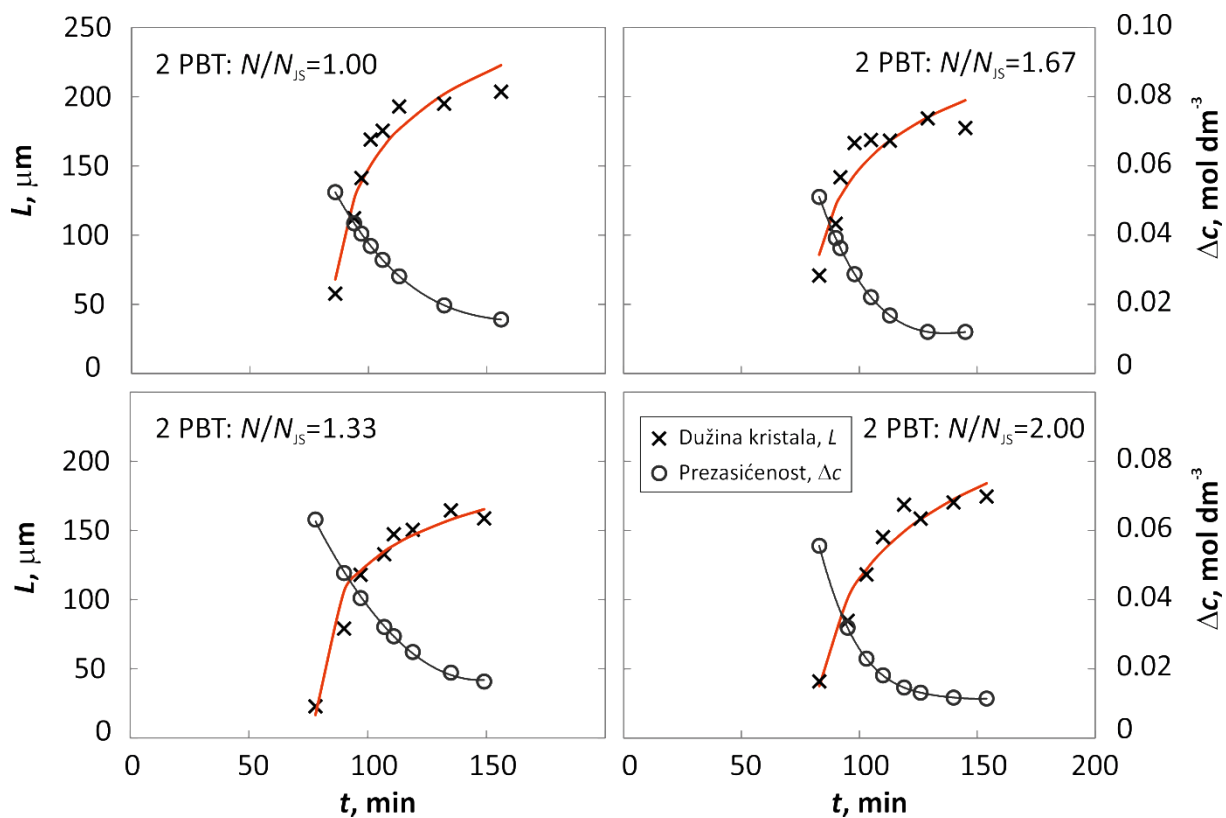 250
200
150
100
50
0
L, μm
2 PBT: N/NJS=1.00
2 PBT: N/NJS=1.67
0.10
0.08
0.06
0.04
0.02
0
Δc, mol dm-3
200
150
100
50
0
L, μm
2 PBT: N/NJS=1.33
2 PBT: N/NJS=2.00
Dužina kristala, L
Prezasićenost, Δc
0.08
0.06
0.04
0.02
0
Δc, mol dm-3
0 50 100 150
t, min
0 50 100 150 200
t, min